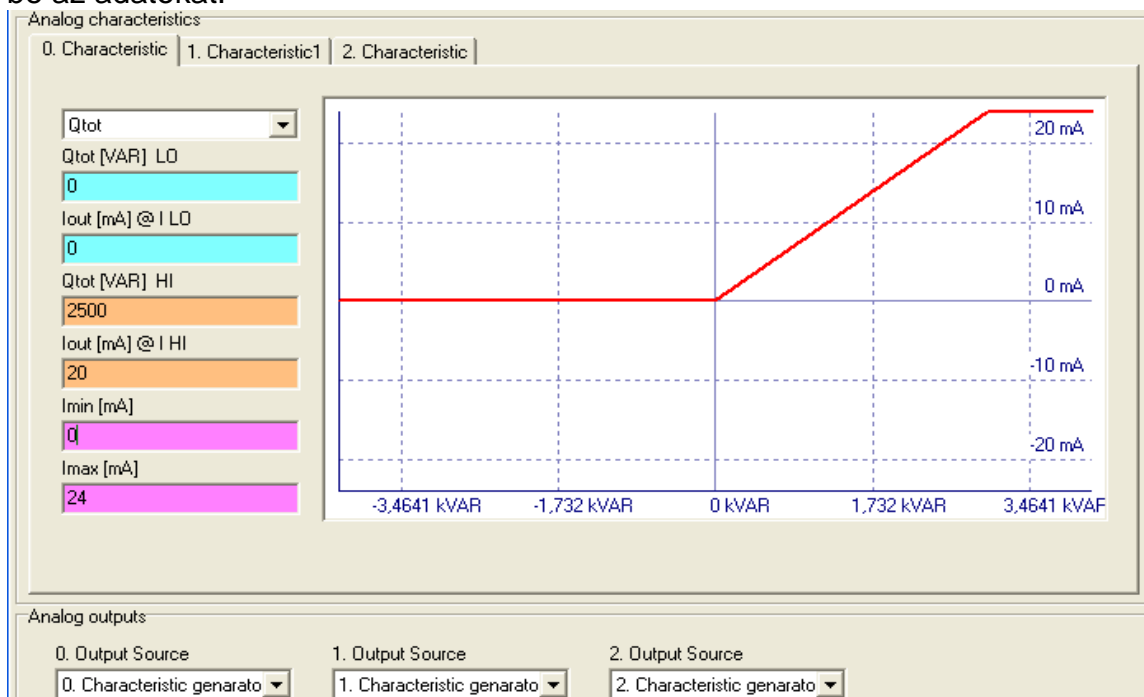 be az adatokat.
Analog characteristics
0. Characteristic 1. Characteristic1 2. Characteristic
Qtot
Qtot [VAR] LO
0
Iout [mA] @ I LO
0
Qtot [VAR] HI
2500
Iout [mA] @ I HI
20
Imin [mA]
0
Imax [mA]
24
20 mA
10 mA
0 mA
-10 mA
-20 mA
-3,4641 kVAR -1,732 kVAR 0 kVAR 1,732 kVAR 3,4641 kVAR
Analog outputs
0. Output Source 1. Output Source 2. Output Source
0. Characteristic genarato 1. Characteristic genarato 2. Characteristic genarato